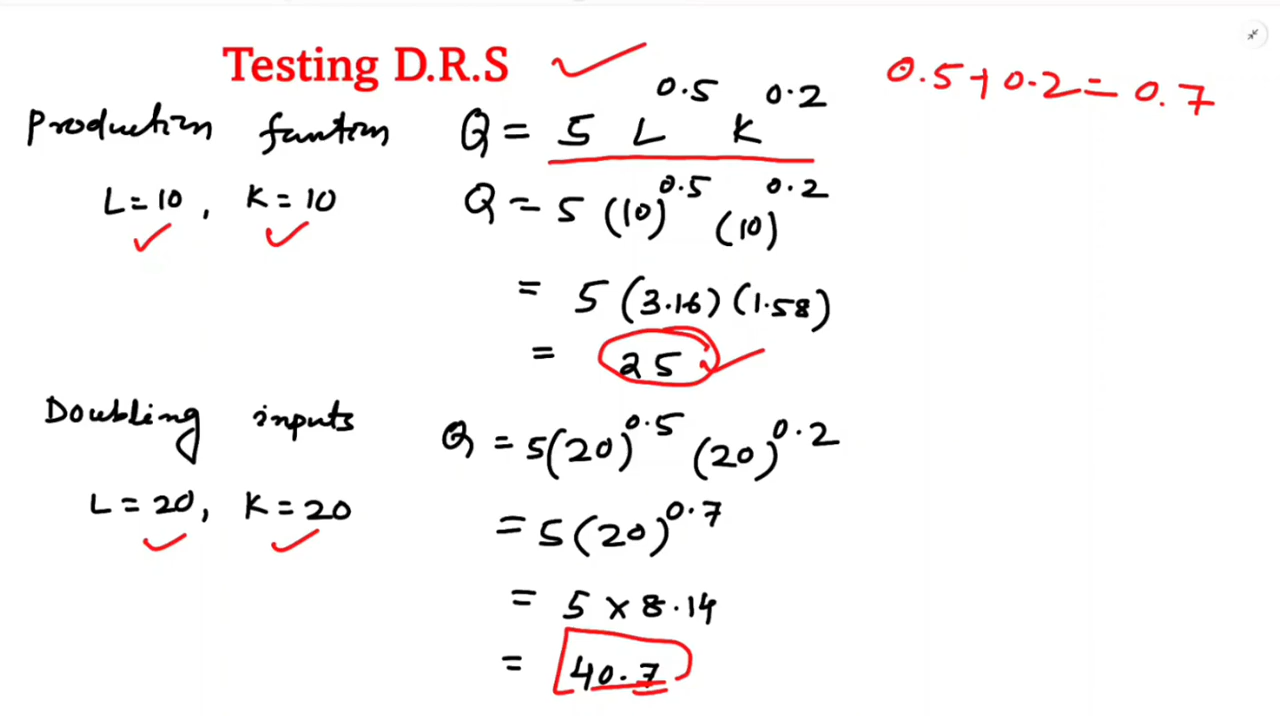 Testing D.R.S ✓ 0.5+0.2=0.7
Production function Q = 5 L^0.5 K^0.2
L=10, K=10 Q = 5 (10)^0.5 (10)^0.2
= 5 (3.16) (1.58)
= 25
Doubling inputs Q = 5(20)^0.5 (20)^0.2
L=20, K=20 = 5(20)^0.7
= 5 × 8.14
= 40.7